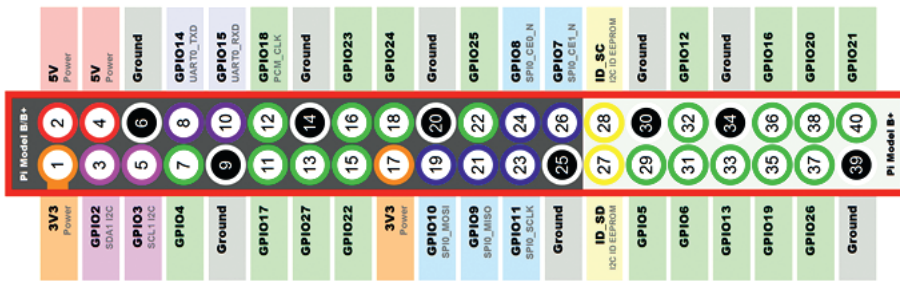 5V
Power
5V
Power
Ground
GPIO14
UART0_TXD
GPIO15
UART0_RXD
GPIO18
PCM_CLK
Ground
GPIO23
GPIO24
Ground
GPIO25
GPIO8
SPI0_CE0_N
GPIO7
SPI0_CE1_N
ID_SC
I2C ID EEPROM
Ground
GPIO12
Ground
GPIO16
GPIO20
GPIO21
Pi Model B/B+
2 4 6 8 10 12 14 16 18 20 22 24 26 28 30 32 34 36 38 40
1 3 5 7 9 11 13 15 17 19 21 23 25 27 29 31 33 35 37 39
Pi Model B+
3V3
Power
GPIO2
SDA1 I2C
GPIO3
SCL1 I2C
GPIO4
Ground
GPIO17
GPIO27
GPIO22
3V3
Power
GPIO10
SPI0_MOSI
GPIO9
SPI0_MISO
GPIO11
SPI0_SCLK
Ground
ID_SD
I2C ID EEPROM
GPIO5
GPIO6
GPIO13
GPIO19
GPIO26
Ground